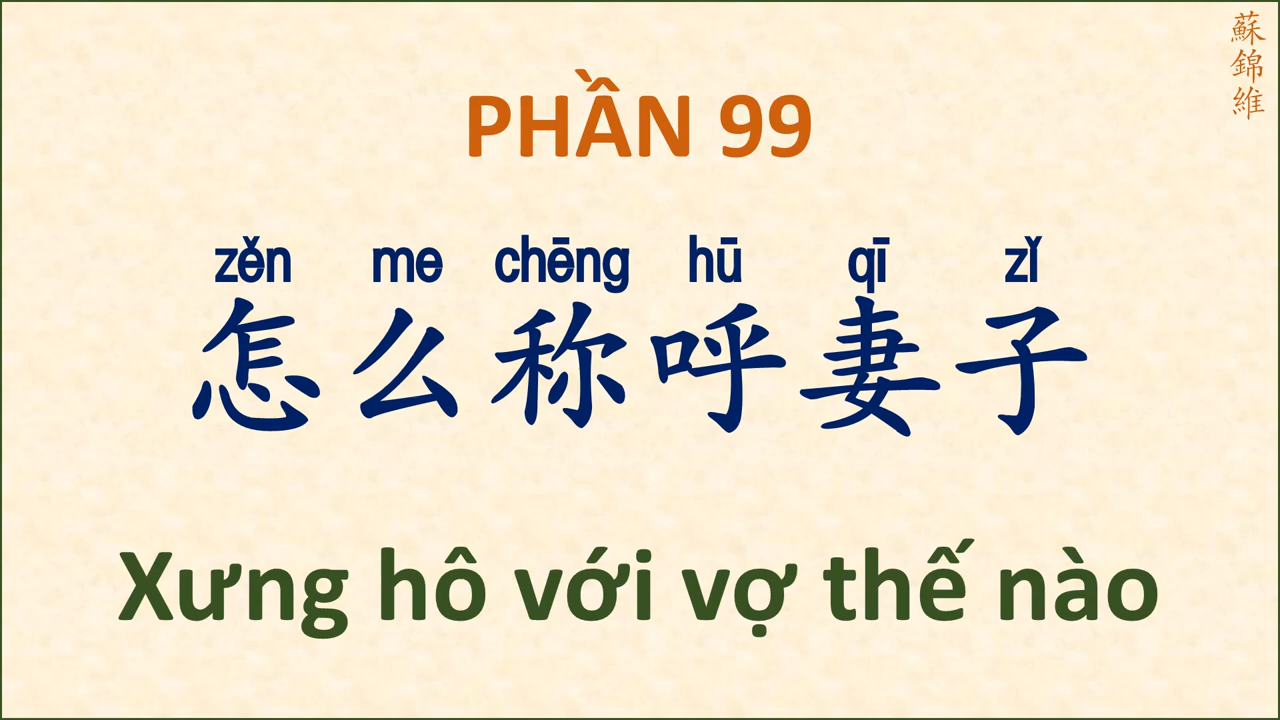 蘇錦維
PHẦN 99
zěn me chēng hū qī zǐ
怎么称呼妻子
Xưng hô với vợ thế nào